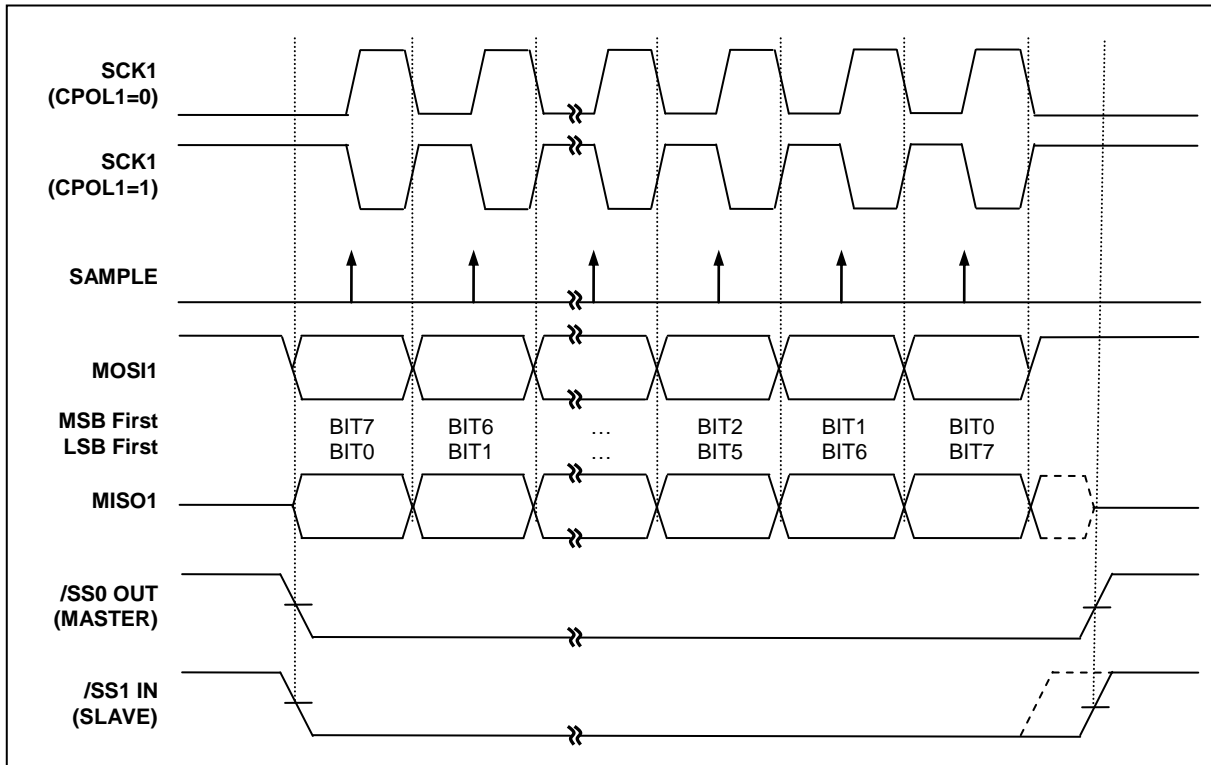 SCK1
(CPOL1=0)
SCK1
(CPOL1=1)
SAMPLE
MOSI1
MSB First BIT7 BIT6 … BIT2 BIT1 BIT0
LSB First BIT0 BIT1 … BIT5 BIT6 BIT7
MISO1
/SS0 OUT
(MASTER)
/SS1 IN
(SLAVE)